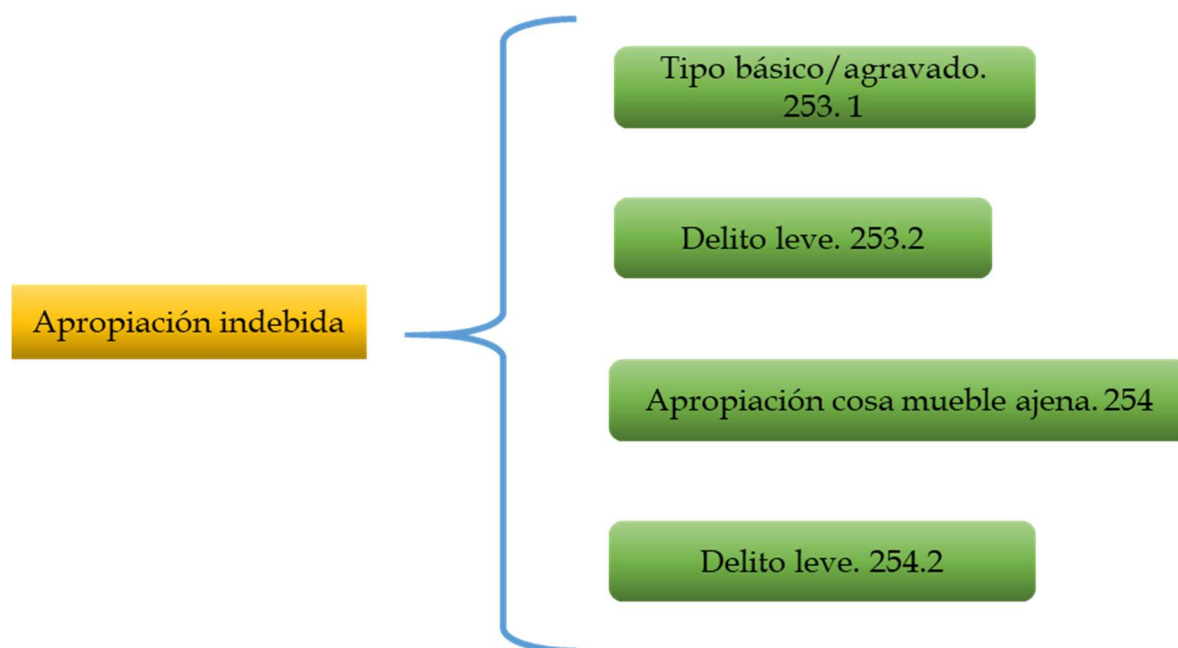 Tipo básico/agravado.
253. 1
Delito leve. 253.2
Apropiación indebida
Apropiación cosa mueble ajena. 254
Delito leve. 254.2